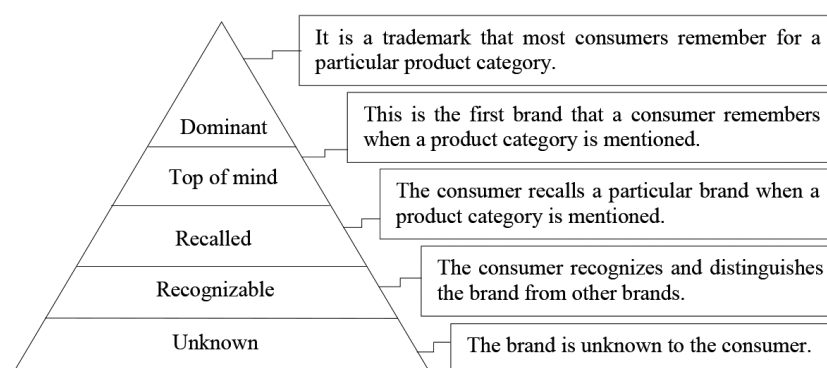 It is a trademark that most consumers remember for a
particular product category.
Dominant
This is the first brand that a consumer remembers
when a product category is mentioned.
Top of mind
The consumer recalls a particular brand when a
product category is mentioned.
Recalled
The consumer recognizes and distinguishes
the brand from other brands.
Recognizable
The brand is unknown to the consumer.
Unknown